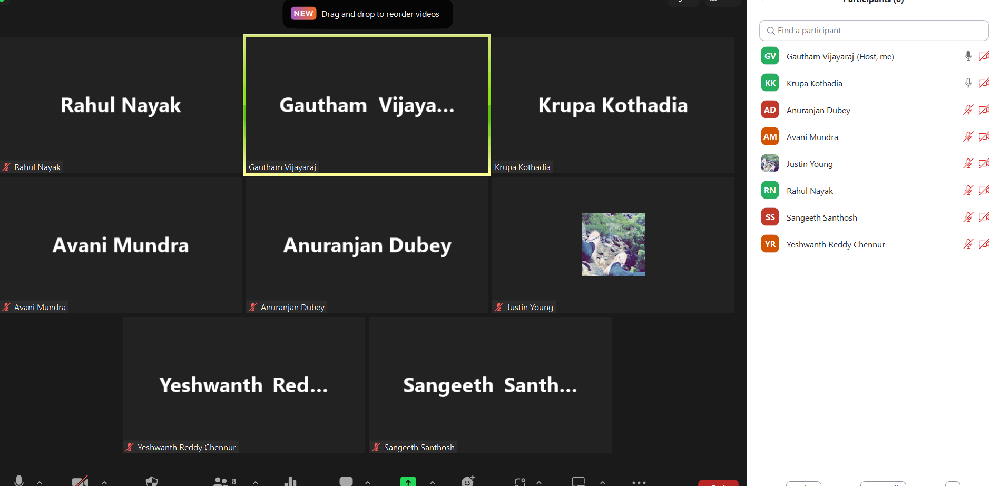 NEW Drag and drop to reorder videos
Rahul Nayak
Rahul Nayak
Gautham Vijaya...
Gautham Vijayaraj
Krupa Kothadia
Krupa Kothadia
Avani Mundra
Avani Mundra
Anuranjan Dubey
Anuranjan Dubey
Justin Young
Yeshwanth Red...
Yeshwanth Reddy Chennur
Sangeeth Santh...
Sangeeth Santhosh
8
Participants (8)
Find a participant
GV Gautham Vijayaraj (Host, me)
KK Krupa Kothadia
AD Anuranjan Dubey
AM Avani Mundra
Justin Young
RN Rahul Nayak
SS Sangeeth Santhosh
YR Yeshwanth Reddy Chennur